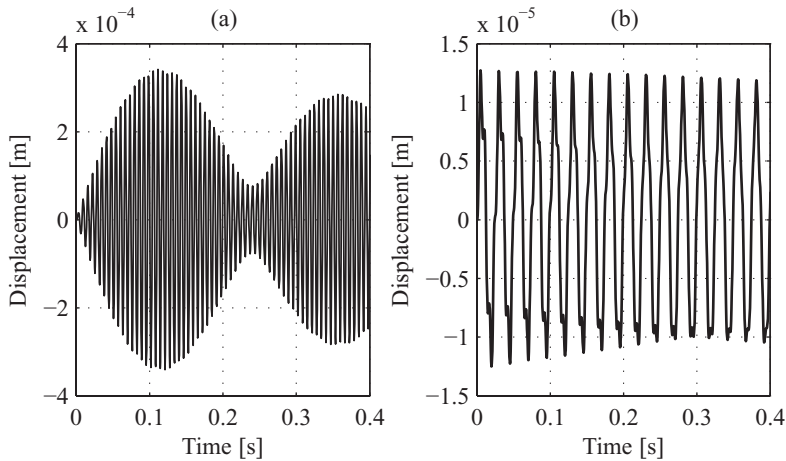 (a)
x 10⁻⁴
Displacement [m]
4
2
0
−2
−4
0 0.1 0.2 0.3 0.4
Time [s]
(b)
x 10⁻⁵
Displacement [m]
1.5
1
0.5
0
−0.5
−1
−1.5
0 0.1 0.2 0.3 0.4
Time [s]